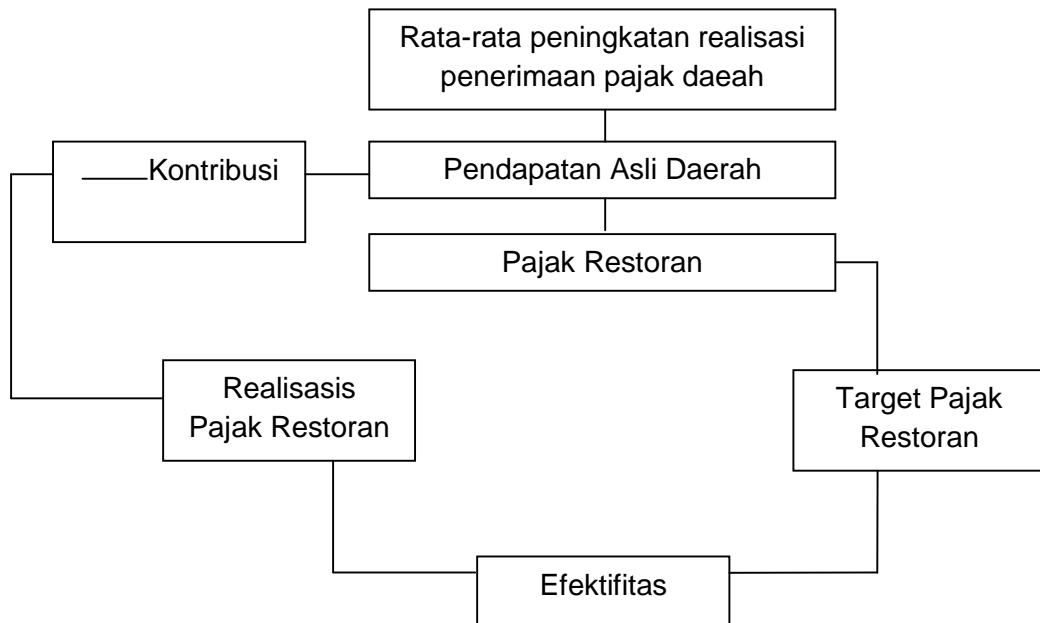 Rata-rata peningkatan realisasi
penerimaan pajak daeah
Kontribusi
Pendapatan Asli Daerah
Pajak Restoran
Realisasis
Pajak Restoran
Target Pajak
Restoran
Efektifitas